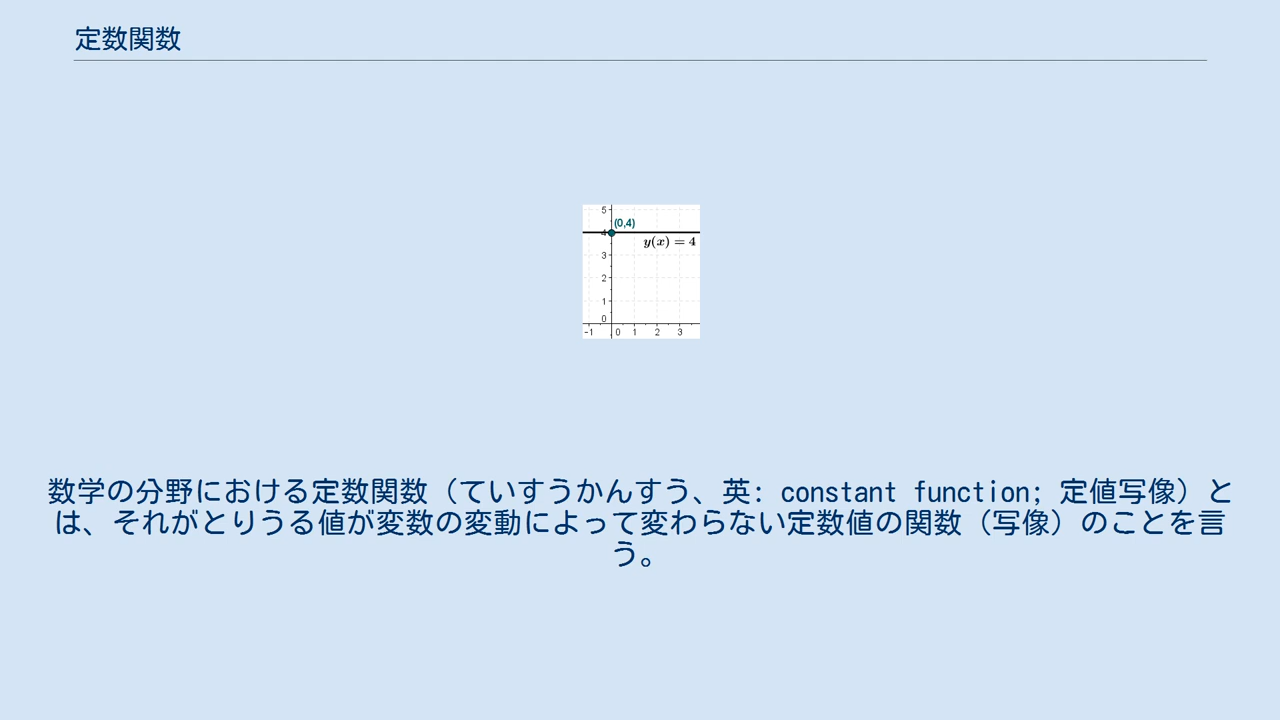 定数関数
5
(0,4)
4
y(x) = 4
3
2
1
0
-1 0 1 2 3
数学の分野における定数関数（ていすうかんすう、英: constant function; 定値写像）と
は、それがとりうる値が変数の変動によって変わらない定数値の関数（写像）のことを言
う。